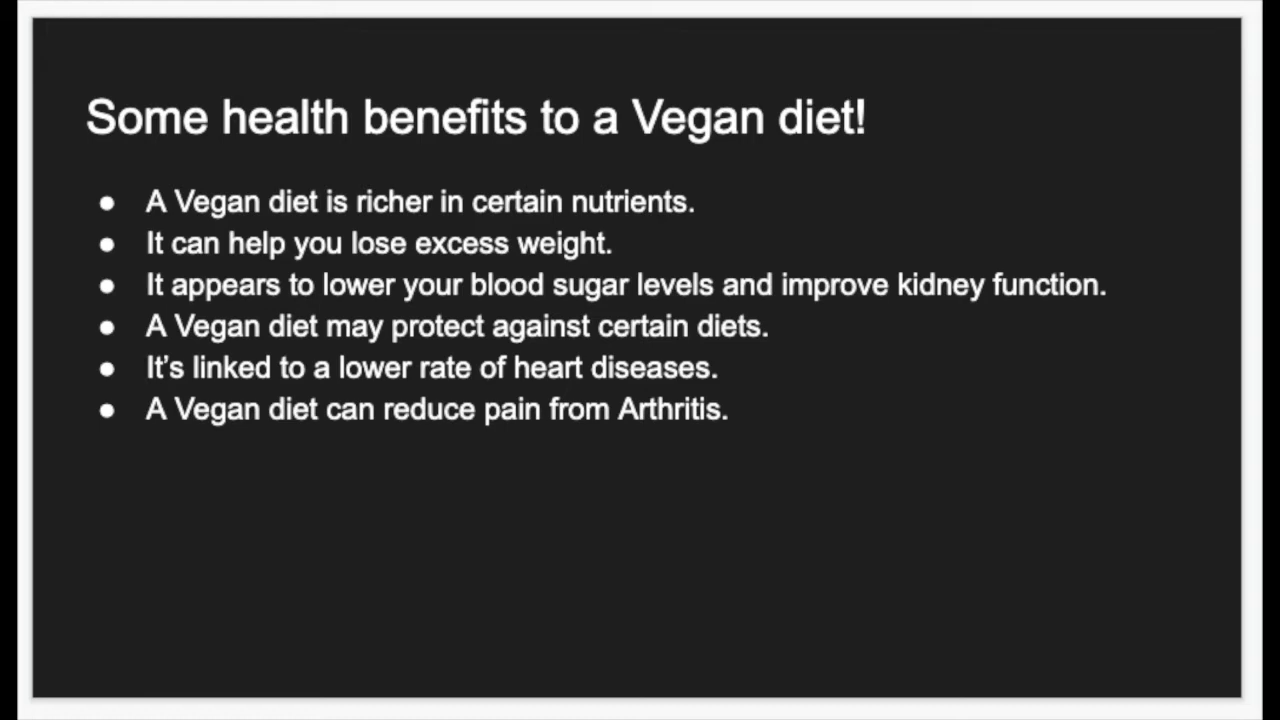 Some health benefits to a Vegan diet!
● A Vegan diet is richer in certain nutrients.
● It can help you lose excess weight.
● It appears to lower your blood sugar levels and improve kidney function.
● A Vegan diet may protect against certain diets.
● It's linked to a lower rate of heart diseases.
● A Vegan diet can reduce pain from Arthritis.